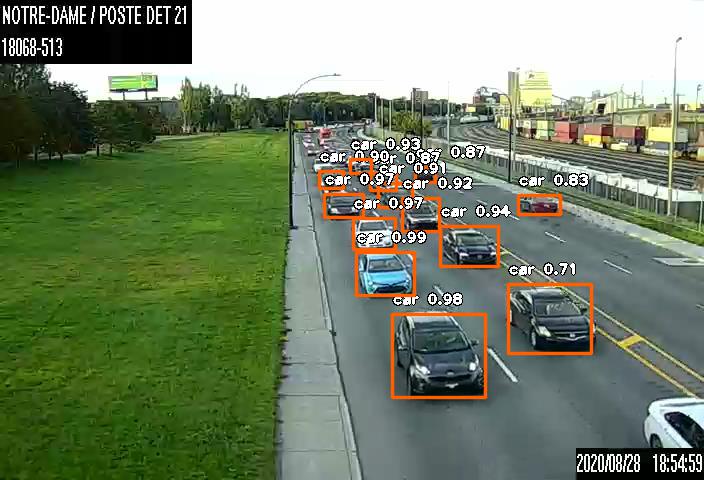 NOTRE-DAME / POSTE DET 21
18068-513
car 0.93
car 0.90
0.87
0.87
0.91
car 0.97
car 0.92
car 0.83
car 0.97
car 0.94
car 0.99
car 0.71
car 0.98
2020/08/28 18:54:59